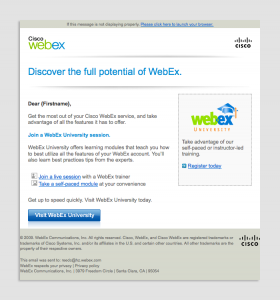 If this message is not displaying properly, Please click here to launch your browser.
Cisco
webex
CISCO
Discover the full potential of WebEx.
Dear {Firstname},
Get the most out of your Cisco WebEx service, and take
advantage of all the features it has to offer.
Join a WebEx University session.
WebEx University offers learning modules that teach you how
to best utilize all the features of your WebEx account. You'll
also learn best practices tips from the experts.
Join a live session with a WebEx trainer
Take a self-paced module at your convenience
Get up to speed quickly. Visit WebEx University today.
Visit WebEx University
webex
UNIVERSITY
Take advantage of our
self-paced or instructor-led
training.
Register today
WebEx Communications, Inc. All rights reserved. Cisco, WebEx, and Cisco WebEx are registered trademarks or
trademarks of Cisco Systems, Inc. and/or its affiliates in the U.S. and certain other countries. All other trademarks are the
property of their respective owners.
CISCO
This email was sent to:
WebEx respects your privacy | Privacy policy
WebEx Communications, Inc. | 3979 Freedom Circle | Santa Clara, CA | 95054